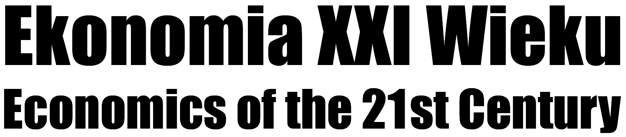 Ekonomia XXI Wieku
Economics of the 21st Century